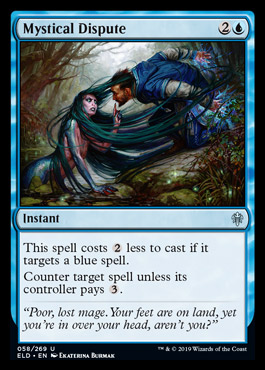 Mystical Dispute 2
Instant
This spell costs 2 less to cast if it
targets a blue spell.
Counter target spell unless its
controller pays 3.
"Poor, lost mage. Your feet are on land, yet
you're in over your head, aren't you?"
058/269 U
ELD • EN Ekaterina Burmak
™ & © 2019 Wizards of the Coast